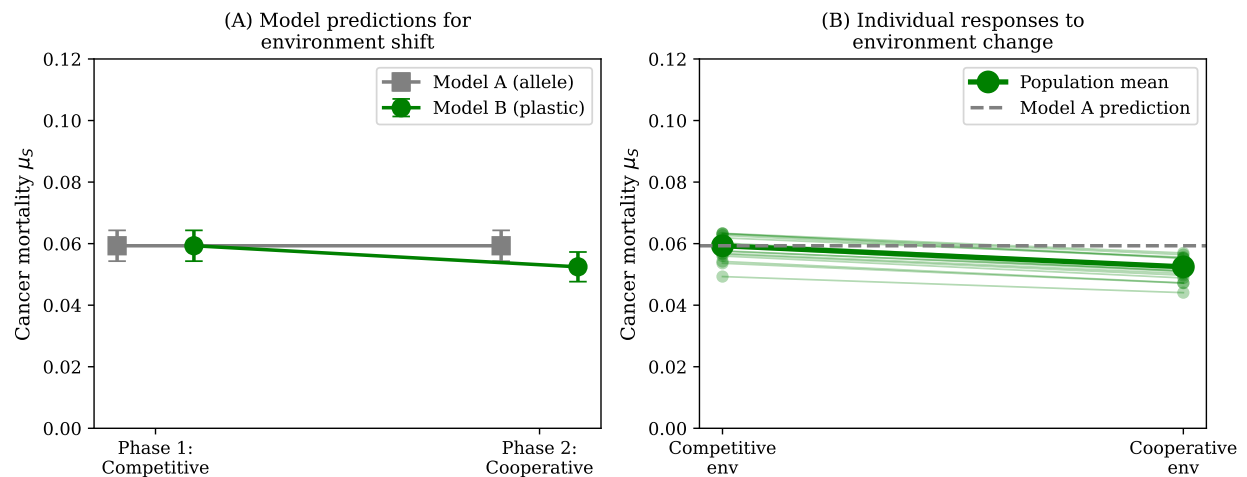 (A) Model predictions for
environment shift
Cancer mortality μS
0.12
0.10
0.08
0.06
0.04
0.02
0.00
Model A (allele)
Model B (plastic)
Phase 1:
Competitive
Phase 2:
Cooperative
(B) Individual responses to
environment change
Cancer mortality μS
0.12
0.10
0.08
0.06
0.04
0.02
0.00
Population mean
Model A prediction
Competitive
env
Cooperative
env